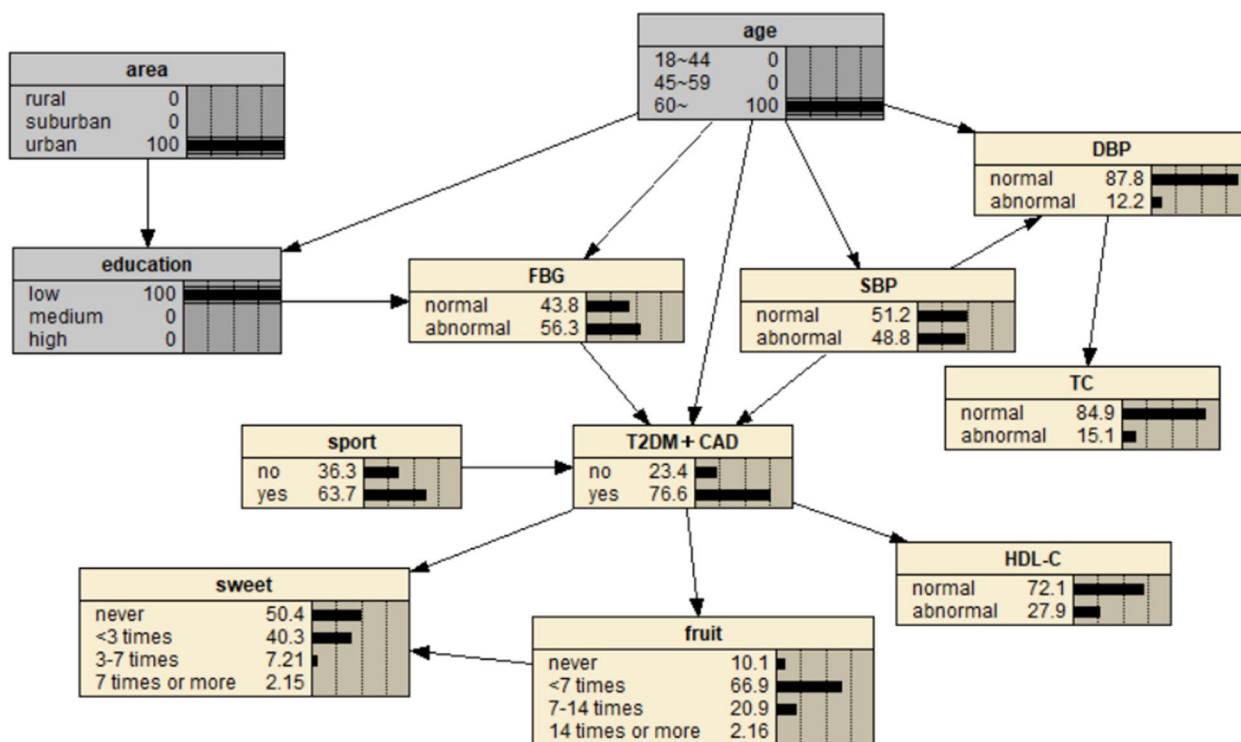 age
18~44 0
45~59 0
60~ 100
area
rural 0
suburban 0
urban 100
DBP
normal 87.8
abnormal 12.2
education
low 100
medium 0
high 0
FBG
normal 43.8
abnormal 56.3
SBP
normal 51.2
abnormal 48.8
TC
normal 84.9
abnormal 15.1
sport
no 36.3
yes 63.7
T2DM+CAD
no 23.4
yes 76.6
HDL-C
normal 72.1
abnormal 27.9
sweet
never 50.4
<3 times 40.3
3-7 times 7.21
7 times or more 2.15
fruit
never 10.1
<7 times 66.9
7-14 times 20.9
14 times or more 2.16